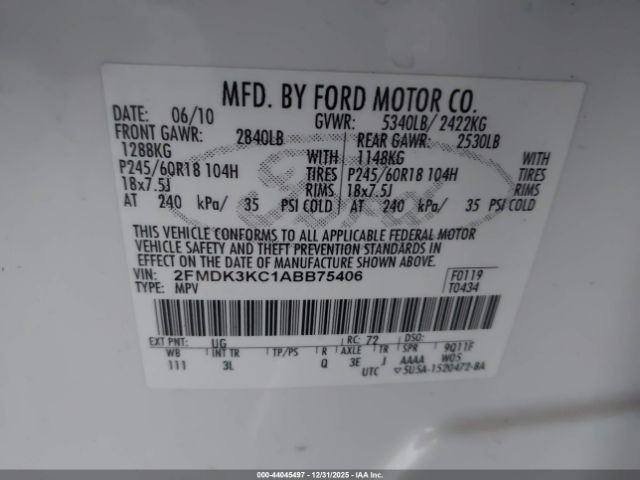 MFD. BY FORD MOTOR CO.
DATE: 06/10 GVWR: 5340LB/ 2422KG
FRONT GAWR: 2840LB REAR GAWR: 2530LB
1288KG WITH 1148KG WITH
P245/60R18 104H TIRES P245/60R18 104H TIRES
18x7.5J RIMS 18x7.5J RIMS
AT 240 kPa/ 35 PSI COLD AT 240 kPa/ 35 PSI COLD
THIS VEHICLE CONFORMS TO ALL APPLICABLE FEDERAL MOTOR
VEHICLE SAFETY AND THEFT PREVENTION STANDARDS IN
EFFECT ON THE DATE OF MANUFACTURE SHOWN ABOVE.
VIN: 2FMDK3KC1ABB75406 F0119
TYPE: MPV T0434
EXT PNT: UG RC: 72 DSO:
WB INT TR TP/PS R AXLE TR SPR 9Q11F
111 3L Q 3E J AAAA W05
UTC ▽5U5A-1520472-BA
000-44045497 - 12/31/2025 - IAAI.com